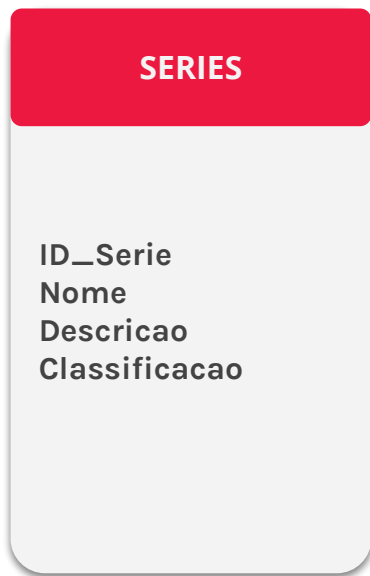 SERIES
ID_Serie
Nome
Descricao
Classificacao